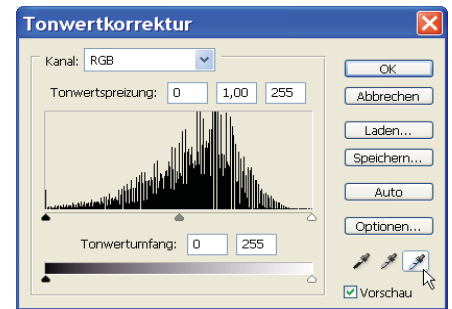 Tonwertkorrektur
Kanal: RGB
Tonwertspreizung: 0 1,00 255
Tonwertumfang: 0 255
OK
Abbrechen
Laden...
Speichern...
Auto
Optionen...
Vorschau